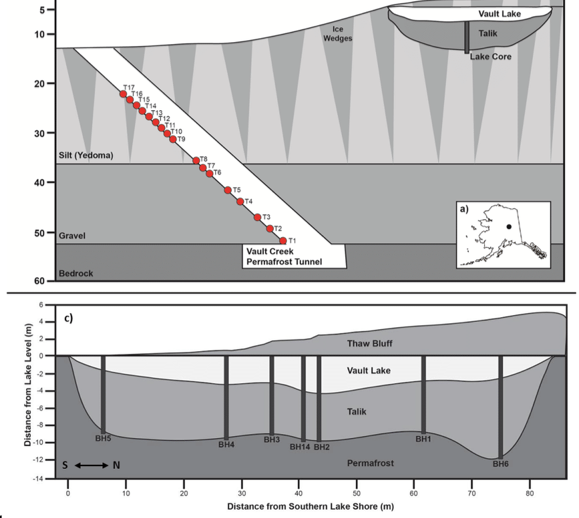 5
Vault Lake
10
Ice
Wedges
Talik
Lake Core
20
T17
T16
T15
T14
T13
T12
T11
T10
T9
30
Silt (Yedoma)
T8
T7
T6
40
T5
T4
T3
T2
T1
50
Gravel
a)
Vault Creek
Permafrost Tunnel
Bedrock
60
c)
Distance from Lake Level (m)
6
4
2
0
-2
-4
-6
-8
-10
-12
-14
Thaw Bluff
Vault Lake
Talik
BH5
BH4
BH3
BH14
BH2
BH1
BH6
S N
Permafrost
0 10 20 30 40 50 60 70 80
Distance from Southern Lake Shore (m)